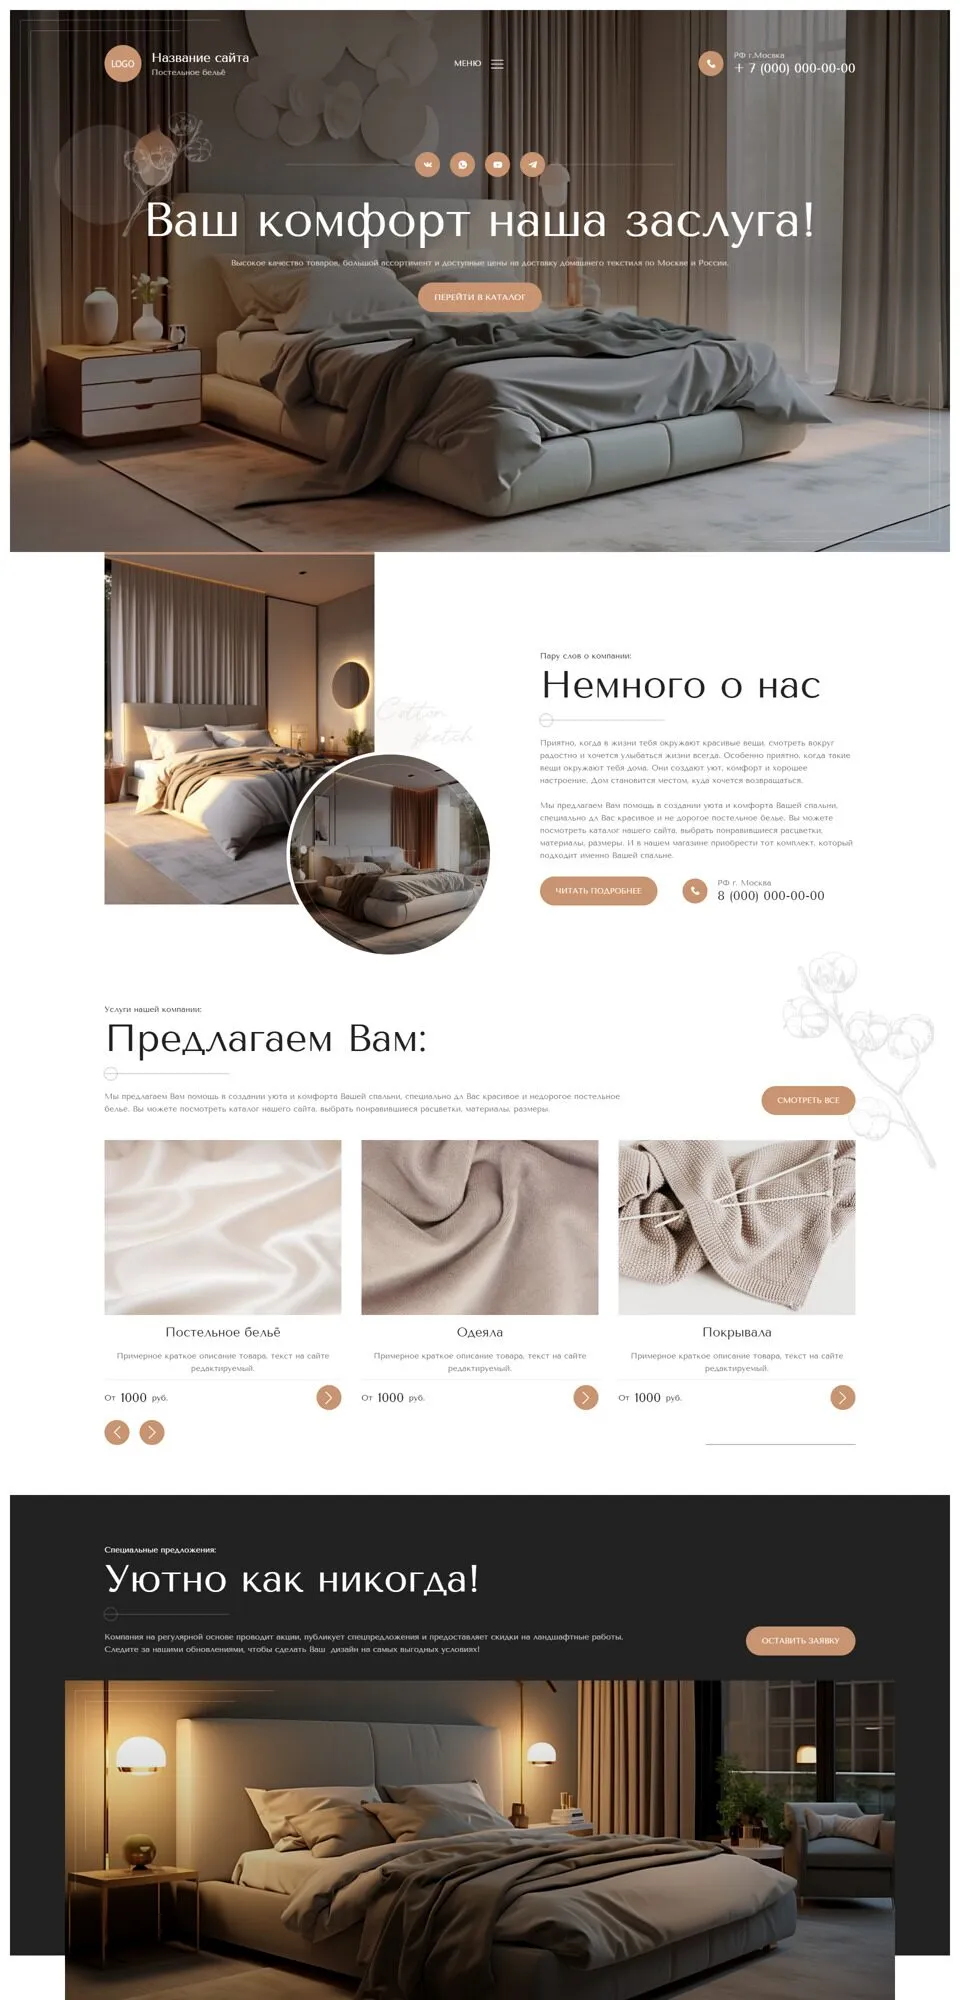 LOGO
Название сайта
Постельное бельё
МЕНЮ
РФ г.Москва
+ 7 (000) 000-00-00
Ваш комфорт наша заслуга!
Высокое качество товаров, большой ассортимент и доступные цены на доставку домашнего текстиля по Москве и России.
ПЕРЕЙТИ В КАТАЛОГ
Cotton
sketch
Пару слов о компании:
Немного о нас
Приятно, когда в жизни тебя окружают красивые вещи, смотреть вокруг
радостно и хочется улыбаться жизни всегда. Особенно приятно, когда такие
вещи окружают тебя дома. Они создают уют, комфорт и хорошее
настроение. Дом становится местом, куда хочется возвращаться.
Мы предлагаем Вам помощь в создании уюта и комфорта Вашей спальни,
специально дл Вас красивое и не дорогое постельное белье. Вы можете
посмотреть каталог нашего сайта, выбрать понравившиеся расцветки,
материалы, размеры. И в нашем магазине приобрести тот комплект, который
подходит именно Вашей спальне.
ЧИТАТЬ ПОДРОБНЕЕ
РФ г. Москва
8 (000) 000-00-00
Услуги нашей компании:
Предлагаем Вам:
Мы предлагаем Вам помощь в создании уюта и комфорта Вашей спальни, специально дл Вас красивое и недорогое постельное
белье. Вы можете посмотреть каталог нашего сайта, выбрать понравившиеся расцветки, материалы, размеры.
СМОТРЕТЬ ВСЕ
Постельное бельё
Примерное краткое описание товара, текст на сайте
редактируемый.
От 1000 руб.
Одеяла
Примерное краткое описание товара, текст на сайте
редактируемый.
От 1000 руб.
Покрывала
Примерное краткое описание товара, текст на сайте
редактируемый.
От 1000 руб.
Специальные предложения:
Уютно как никогда!
Компания на регулярной основе проводит акции, публикует спецпредложения и предоставляет скидки на ландшафтные работы.
Следите за нашими обновлениями, чтобы сделать Ваш дизайн на самых выгодных условиях!
ОСТАВИТЬ ЗАЯВКУ